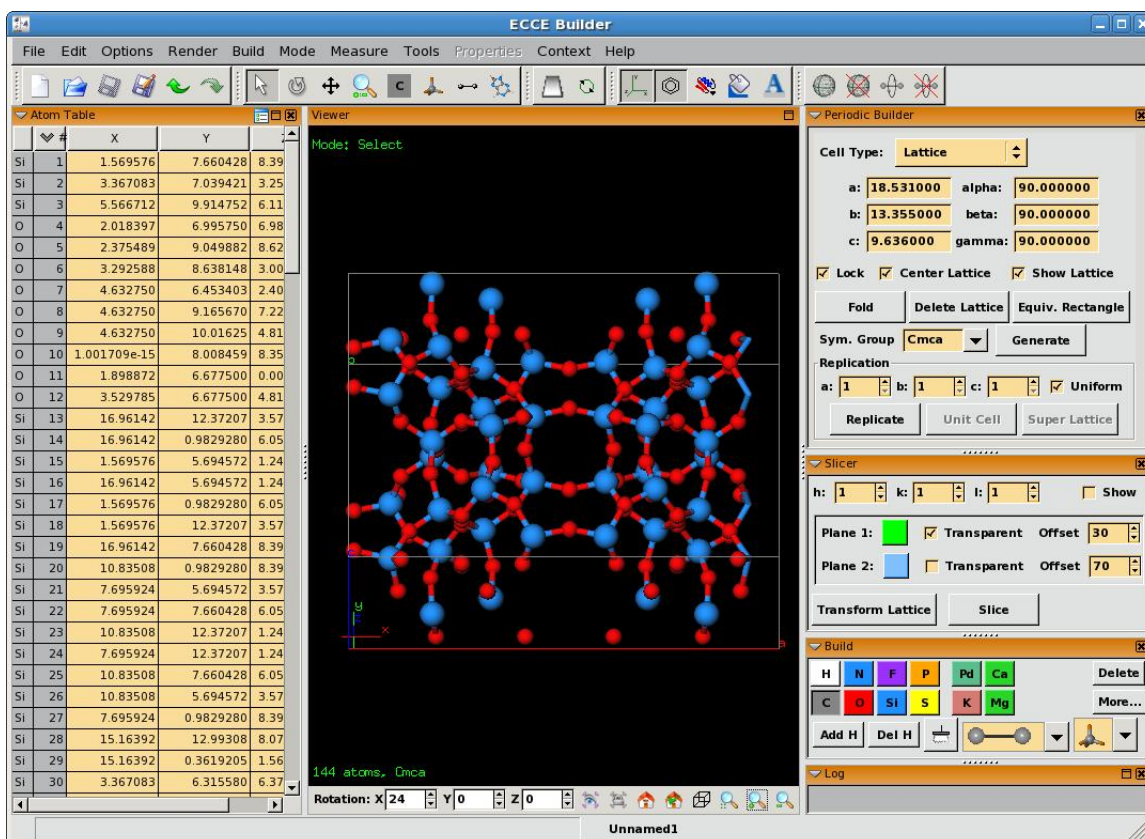 ECCE Builder
File Edit Options Render Build Mode Measure Tools Properties Context Help
C A
Atom Table
# X Y
Si 1 1.569576 7.660428 8.39
Si 2 3.367083 7.039421 3.25
Si 3 5.566712 9.914752 6.11
O 4 2.018397 6.995750 6.98
O 5 2.375489 9.049882 8.62
O 6 3.292588 8.638148 3.00
O 7 4.632750 6.453403 2.40
O 8 4.632750 9.165670 7.22
O 9 4.632750 10.01625 4.81
O 10 1.001709e-15 8.008459 8.35
O 11 1.898872 6.677500 0.00
O 12 3.529785 6.677500 4.81
Si 13 16.96142 12.37207 3.57
Si 14 16.96142 0.9829280 6.05
Si 15 1.569576 5.694572 1.24
Si 16 16.96142 5.694572 1.24
Si 17 1.569576 0.9829280 6.05
Si 18 1.569576 12.37207 3.57
Si 19 16.96142 7.660428 8.39
Si 20 10.83508 0.9829280 8.39
Si 21 7.695924 5.694572 3.57
Si 22 7.695924 7.660428 6.05
Si 23 10.83508 12.37207 1.24
Si 24 7.695924 12.37207 1.24
Si 25 10.83508 7.660428 6.05
Si 26 10.83508 5.694572 3.57
Si 27 7.695924 0.9829280 8.39
Si 28 15.16392 12.99308 8.07
Si 29 15.16392 0.3619205 1.56
Si 30 3.367083 6.315580 6.37
Viewer
Mode: Select
y
x
a
144 atoms, Cmca
Rotation: X 24 Y 0 Z 0
Periodic Builder
Cell Type: Lattice
a: 18.531000 alpha: 90.000000
b: 13.355000 beta: 90.000000
c: 9.636000 gamma: 90.000000
Lock Center Lattice Show Lattice
Fold Delete Lattice Equiv. Rectangle
Sym. Group Cmca Generate
Replication
a: 1 b: 1 c: 1 Uniform
Replicate Unit Cell Super Lattice
Slicer
h: 1 k: 1 l: 1 Show
Plane 1: Transparent Offset 30
Plane 2: Transparent Offset 70
Transform Lattice Slice
Build
H N F P Pd Ca Delete
C O Si S K Mg More...
Add H Del H
Log
Unnamed1